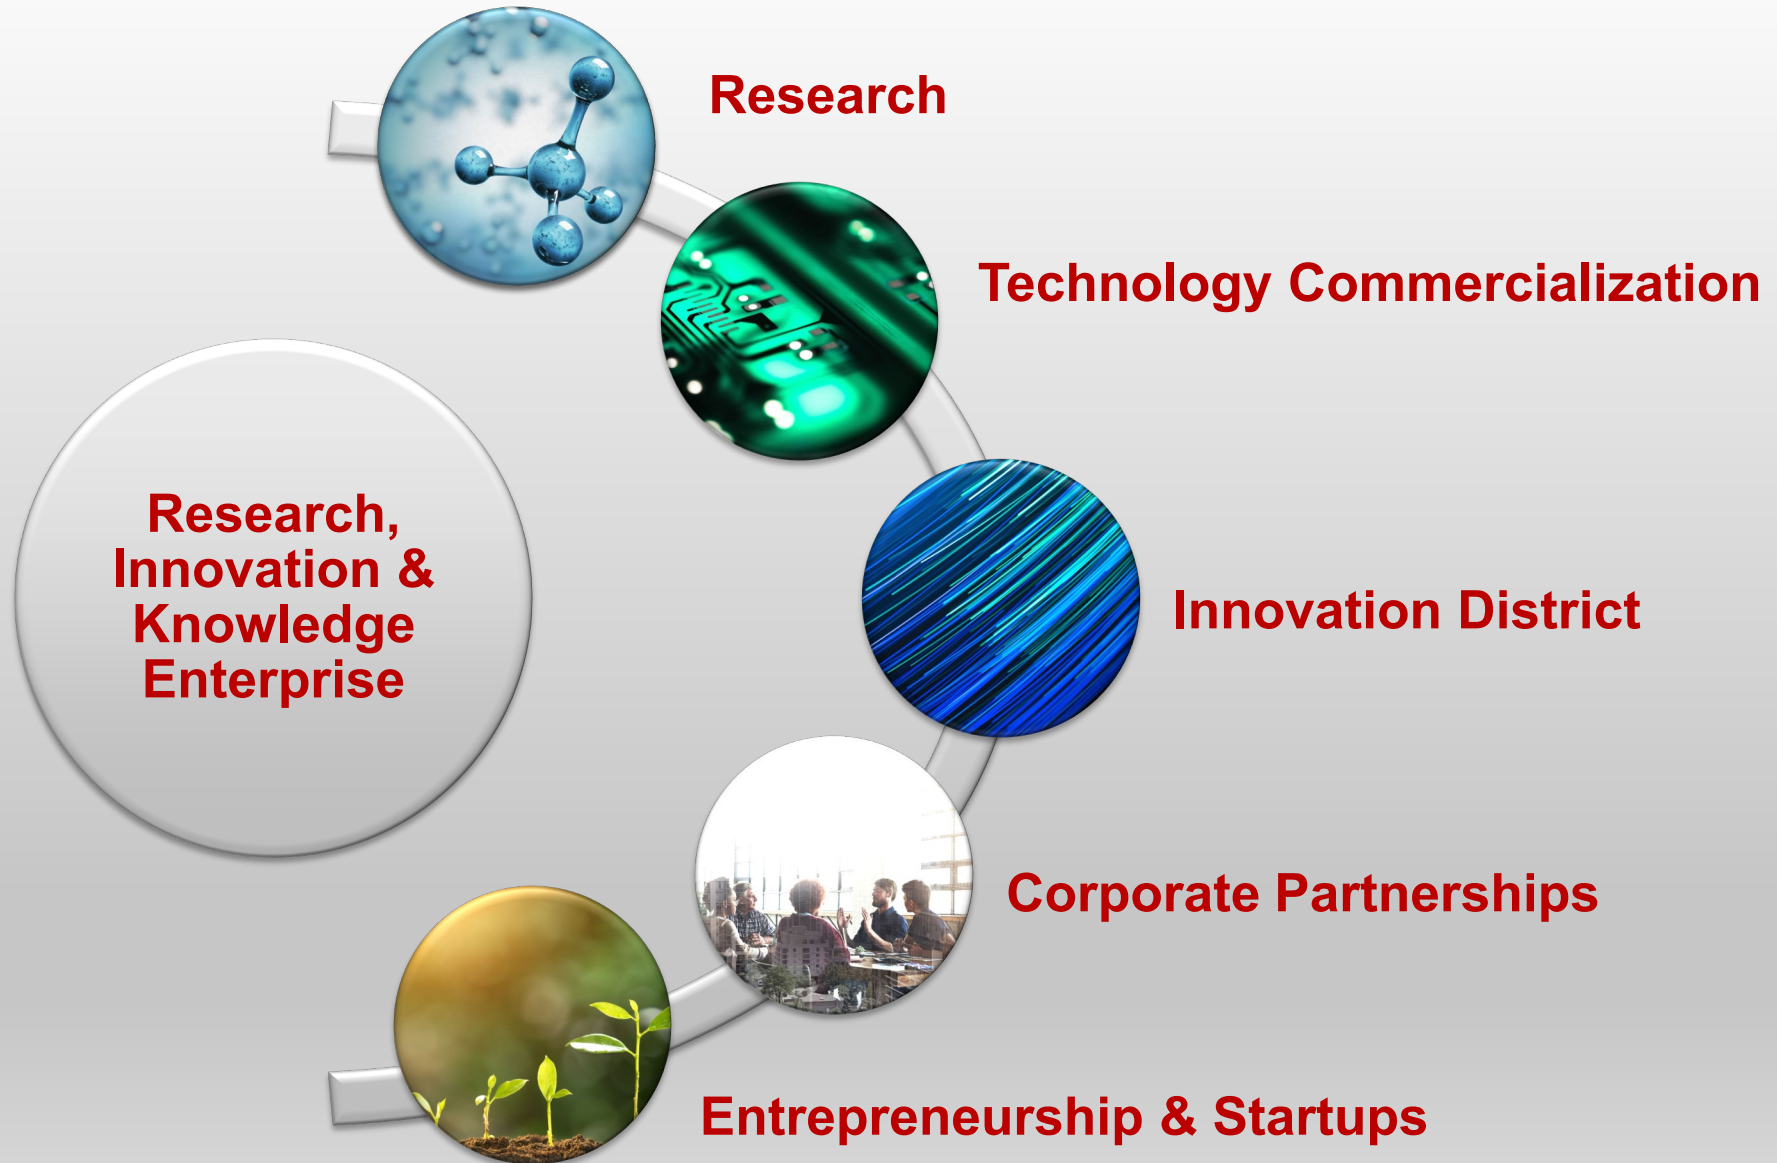 Research
Technology Commercialization
Research,
Innovation &
Knowledge
Enterprise
Innovation District
Corporate Partnerships
Entrepreneurship & Startups